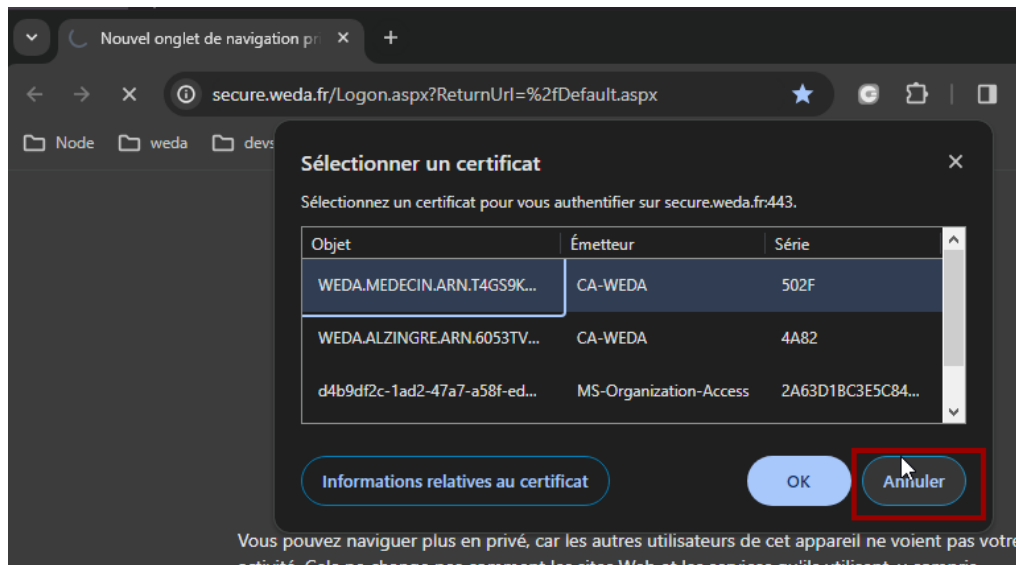 Nouvel onglet de navigation pri
secure.weda.fr/Logon.aspx?ReturnUrl=%2fDefault.aspx
Node weda devs
Sélectionner un certificat
Sélectionnez un certificat pour vous authentifier sur secure.weda.fr:443.
Objet Émetteur Série
WEDA.MEDECIN.ARN.T4GS9K... CA-WEDA 502F
WEDA.ALZINGRE.ARN.6053TV... CA-WEDA 4A82
d4b9df2c-1ad2-47a7-a58f-ed... MS-Organization-Access 2A63D1BC3E5C84...
Informations relatives au certificat OK Annuler
Vous pouvez naviguer plus en privé, car les autres utilisateurs de cet appareil ne voient pas votre